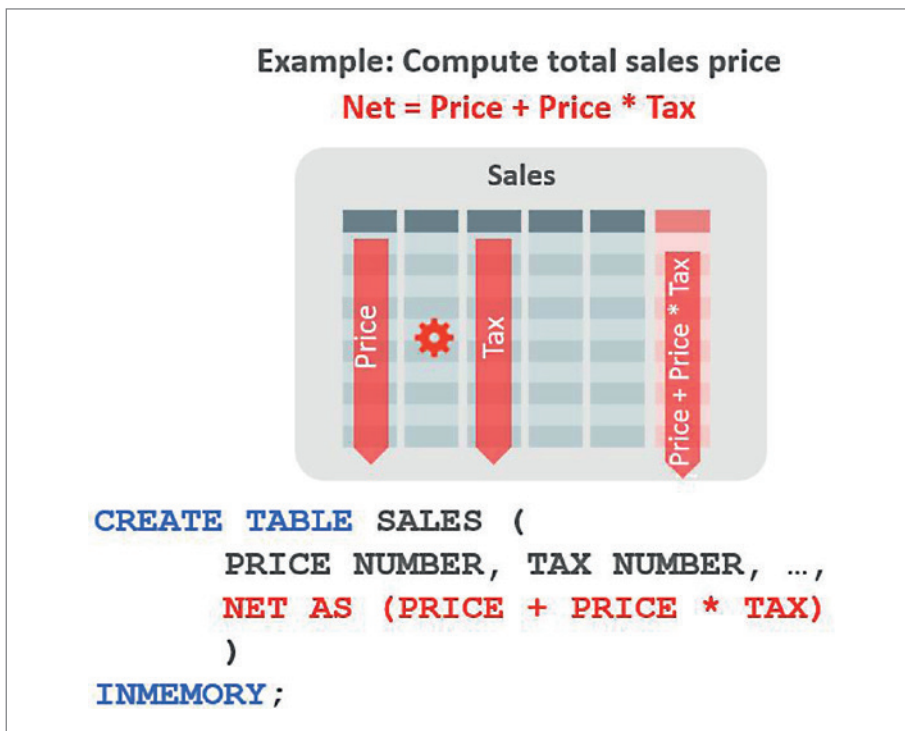 Example: Compute total sales price
Net = Price + Price * Tax
Sales
Price
Tax
Price + Price * Tax
CREATE TABLE SALES (
PRICE NUMBER, TAX NUMBER, …,
NET AS (PRICE + PRICE * TAX)
)
INMEMORY;